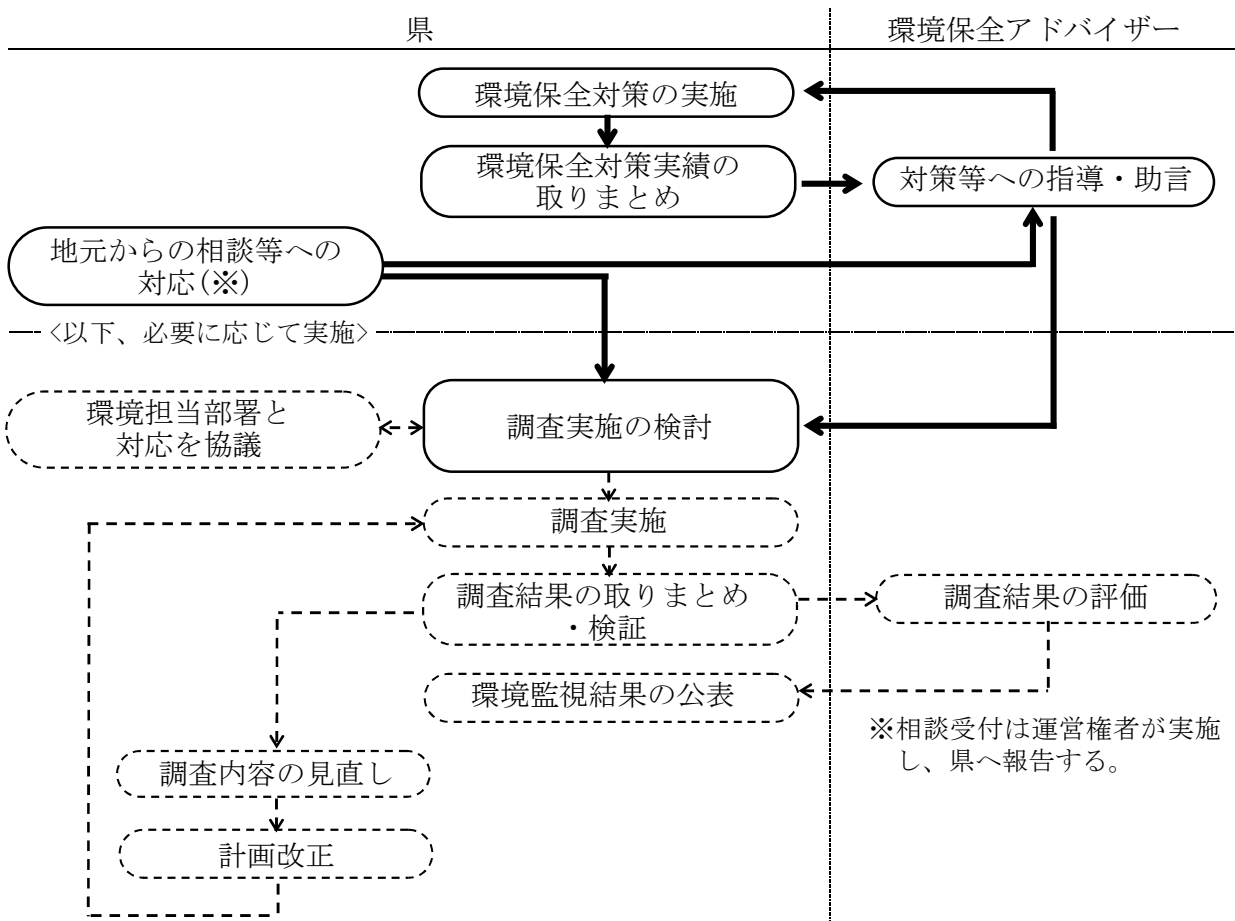 県
環境保全アドバイザー
環境保全対策の実施
環境保全対策実績の
取りまとめ
対策等への指導・助言
地元からの相談等への
対応(※)
<以下、必要に応じて実施>
環境担当部署と
対応を協議
調査実施の検討
調査実施
調査結果の取りまとめ
・検証
調査結果の評価
環境監視結果の公表
※相談受付は運営権者が実施
し、県へ報告する。
調査内容の見直し
計画改正